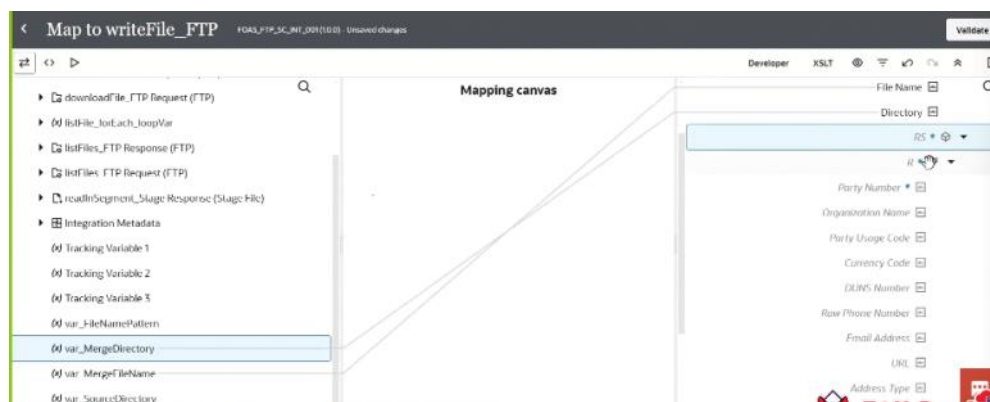 Map to writeFile_FTP
FOAS_FTP_SC_INT_001(1.0.0) · Unsaved changes
Validate
Developer
XSLT
downloadFile_FTP Request (FTP)
listFile_forEach_loopVar
listFiles_FTP Response (FTP)
listFiles_FTP Request (FTP)
readInSegment_Stage Response (Stage File)
Integration Metadata
(x) Tracking Variable 1
(x) Tracking Variable 2
(x) Tracking Variable 3
(x) var_FileNamePattern
(x) var_MergeDirectory
(x) var_MergeFileName
(x) var_SourceDirectory
Mapping canvas
File Name
Directory
RS *
R
Party Number *
Organization Name
Party Usage Code
Currency Code
DUNS Number
Raw Phone Number
Email Address
URL
Address Type